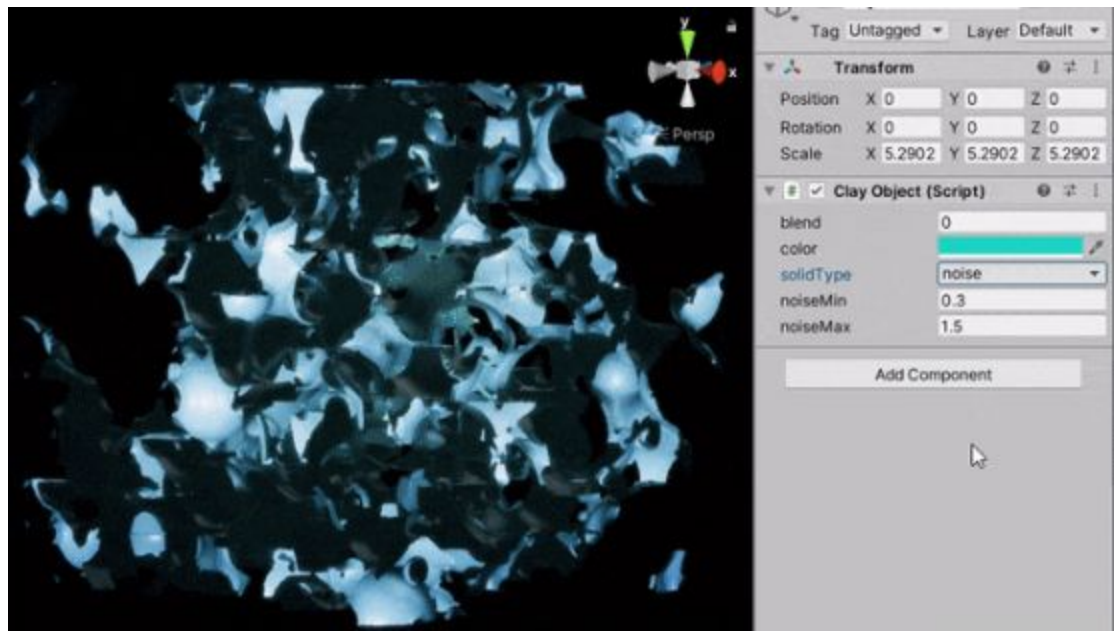 y
x
Persp
Tag Untagged Layer Default
Transform
Position X 0 Y 0 Z 0
Rotation X 0 Y 0 Z 0
Scale X 5.2902 Y 5.2902 Z 5.2902
# Clay Object (Script)
blend 0
color
solidType noise
noiseMin 0.3
noiseMax 1.5
Add Component